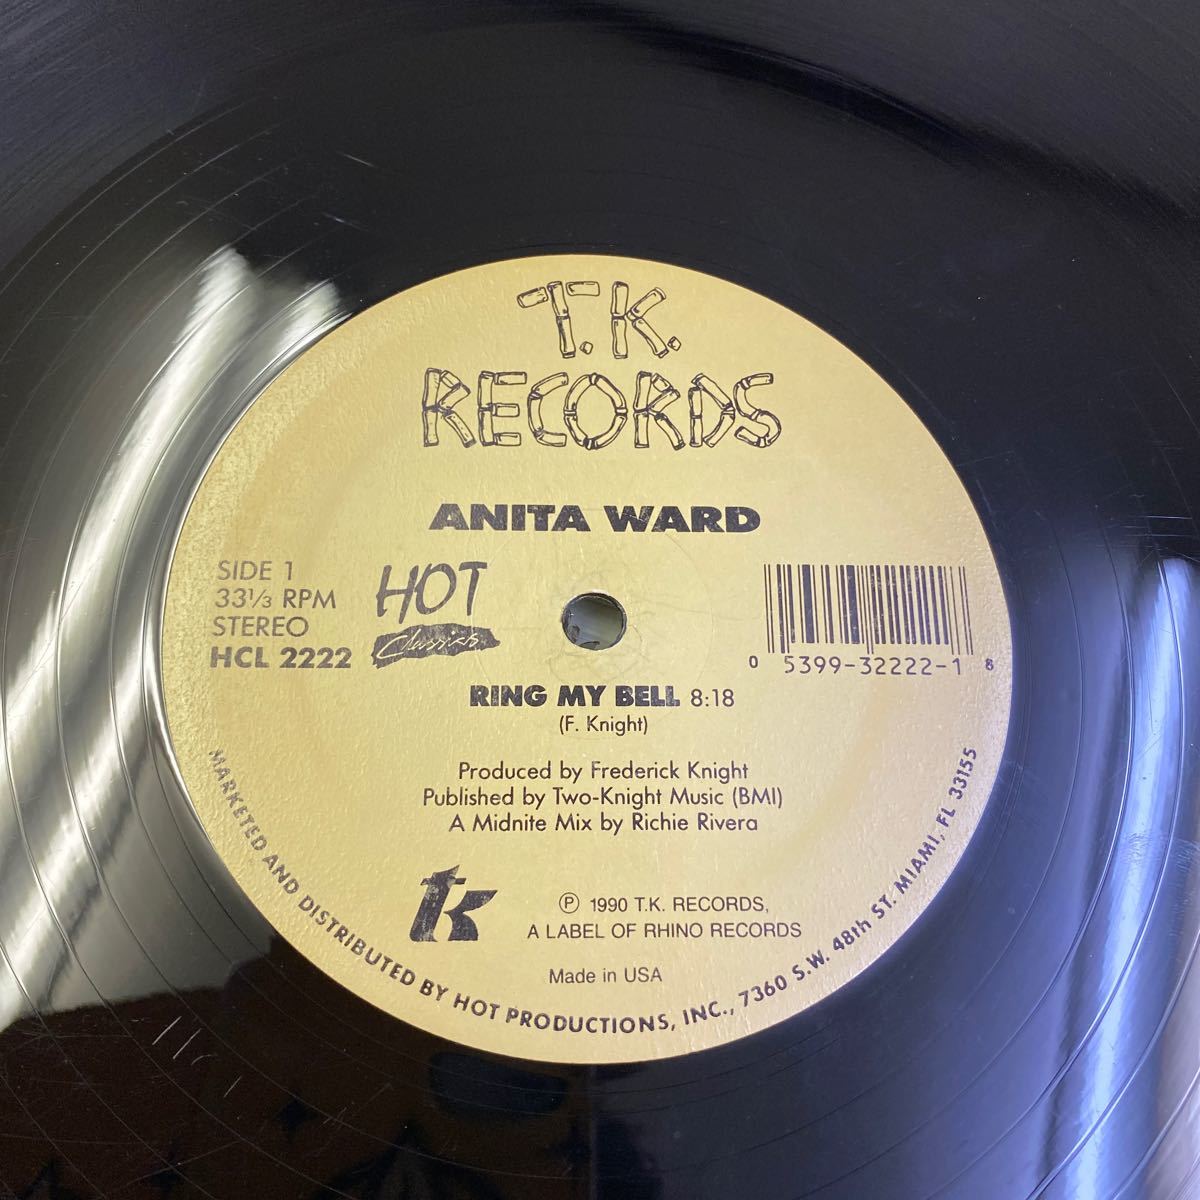 T.K.
RECORDS
ANITA WARD
SIDE 1
33⅓ RPM
STEREO
HCL 2222
HOT
Classics
0 5399-32222-1 8
RING MY BELL 8:18
(F. Knight)
Produced by Frederick Knight
Published by Two-Knight Music (BMI)
A Midnite Mix by Richie Rivera
tk
℗ 1990 T.K. RECORDS,
A LABEL OF RHINO RECORDS
Made in USA
MARKETED AND DISTRIBUTED BY HOT PRODUCTIONS, INC., 7360 S.W. 48th ST. MIAMI, FL 33155